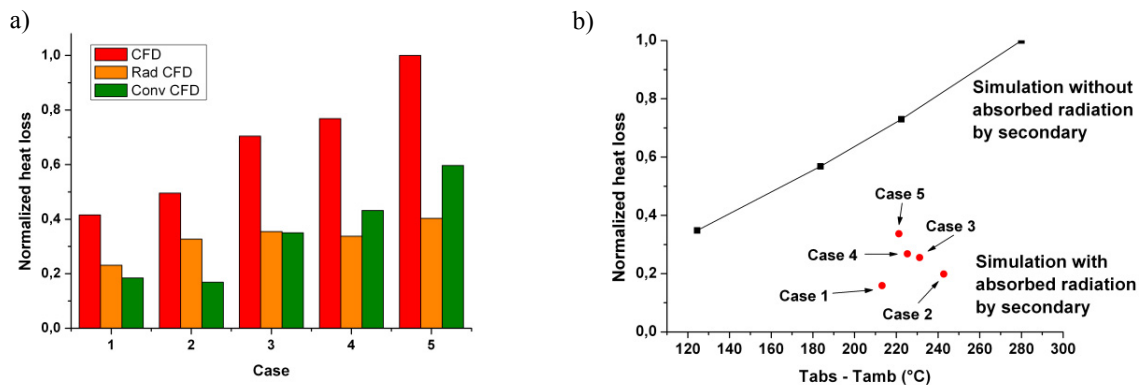 a)
Normalized heat loss
1,0
0,8
0,6
0,4
0,2
0,0
CFD
Rad CFD
Conv CFD
1 2 3 4 5
Case
b)
Normalized heat loss
1,0
0,8
0,6
0,4
0,2
0,0
Simulation without
absorbed radiation
by secondary
Case 5
Case 3
Case 4
Case 1
Case 2
Simulation with
absorbed radiation
by secondary
120 140 160 180 200 220 240 260 280 300
Tabs - Tamb (°C)